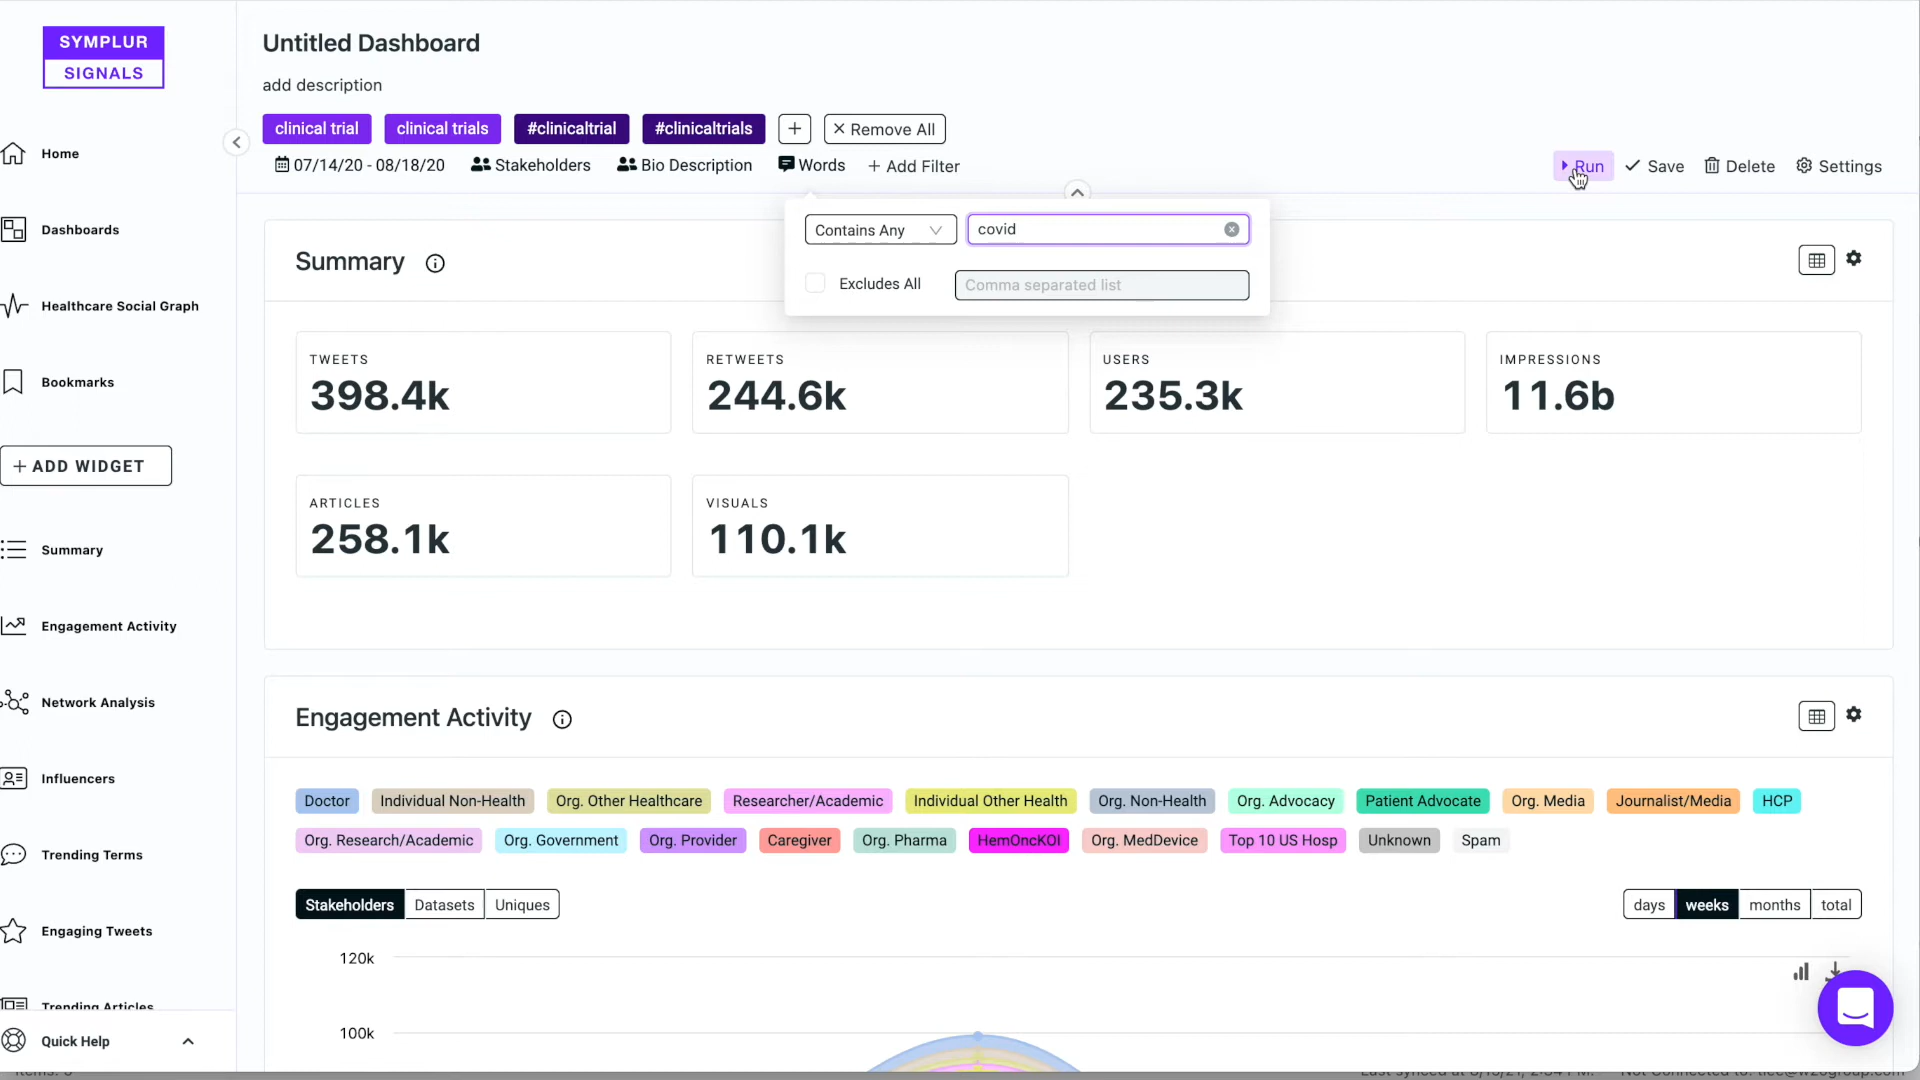 SYMPLUR
SIGNALS
Home
Dashboards
Healthcare Social Graph
Bookmarks
+ ADD WIDGET
Summary
Engagement Activity
Network Analysis
Influencers
Trending Terms
Engaging Tweets
Trending Articles
Quick Help
Untitled Dashboard
add description
clinical trial clinical trials #clinicaltrial #clinicaltrials + × Remove All
07/14/20 - 08/18/20 Stakeholders Bio Description Words + Add Filter
Run Save Delete Settings
Contains Any covid
Excludes All Comma separated list
Summary
TWEETS
398.4k
RETWEETS
244.6k
USERS
235.3k
IMPRESSIONS
11.6b
ARTICLES
258.1k
VISUALS
110.1k
Engagement Activity
Doctor Individual Non-Health Org. Other Healthcare Researcher/Academic Individual Other Health Org. Non-Health Org. Advocacy Patient Advocate Org. Media Journalist/Media HCP
Org. Research/Academic Org. Government Org. Provider Caregiver Org. Pharma HemOncKOl Org. MedDevice Top 10 US Hosp Unknown Spam
Stakeholders Datasets Uniques
days weeks months total
120k
100k